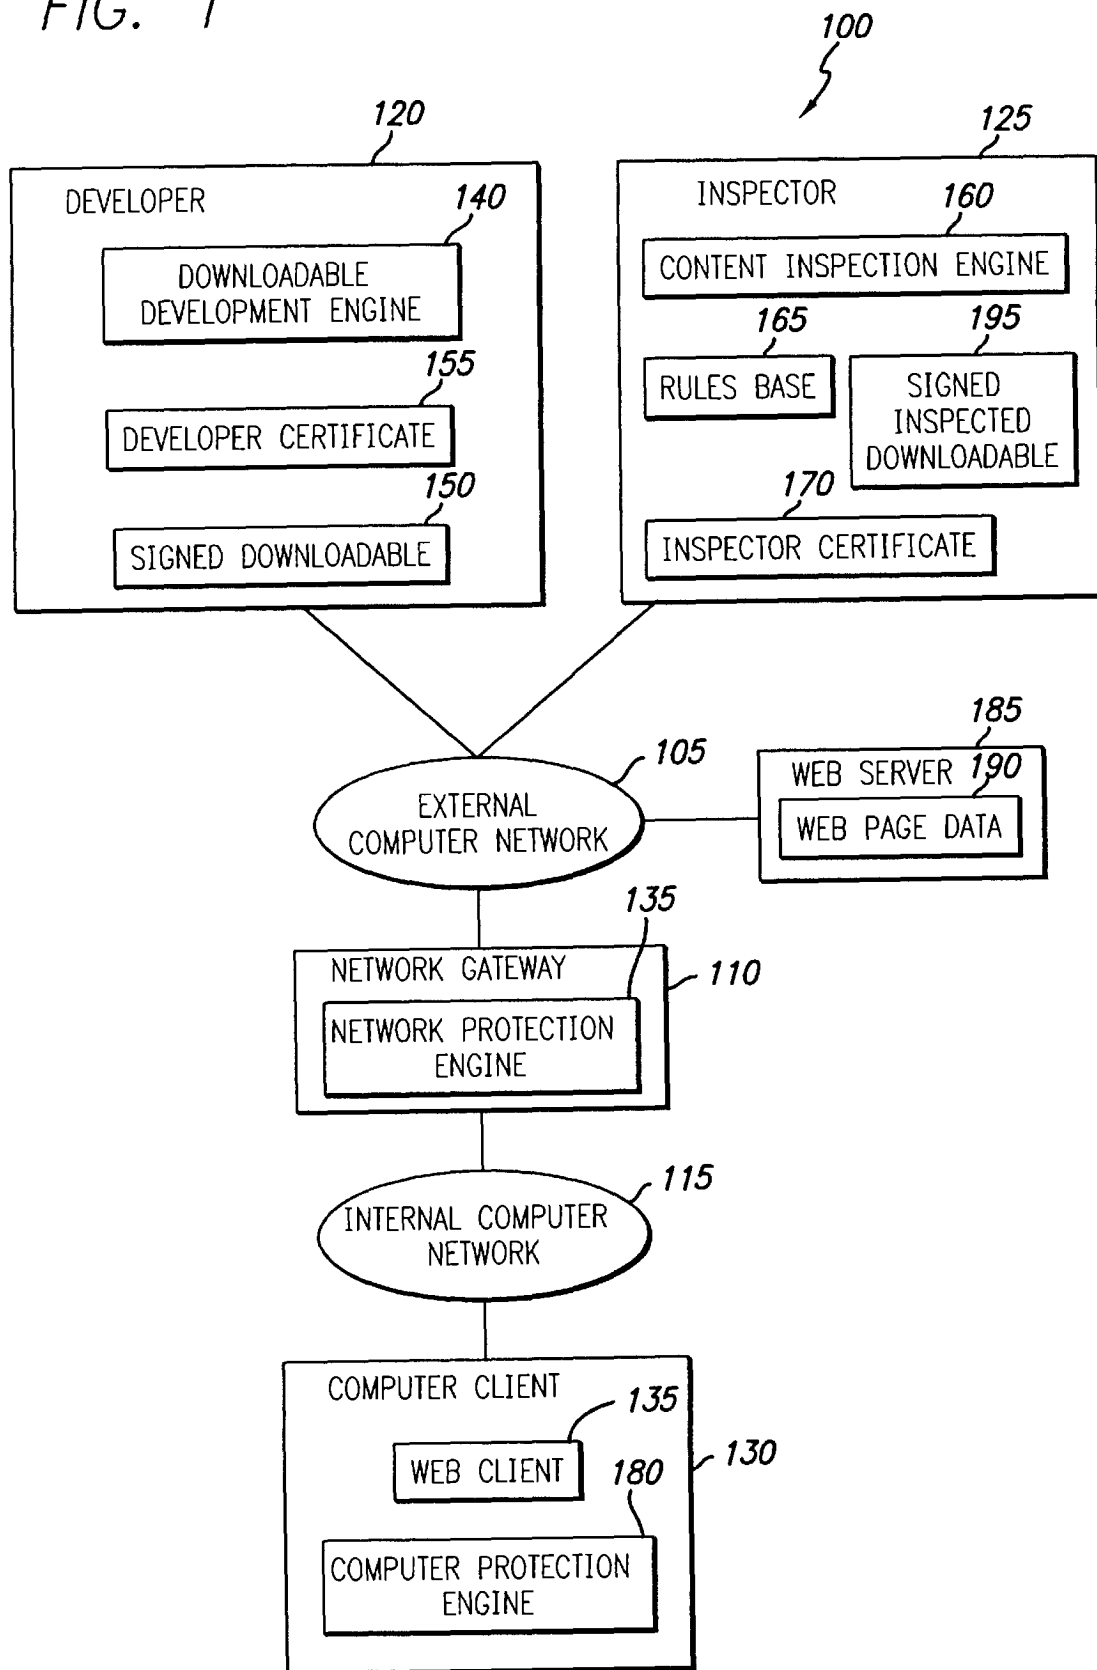 FIG. 1
100
120
125
DEVELOPER
140
DOWNLOADABLE
DEVELOPMENT ENGINE
155
DEVELOPER CERTIFICATE
150
SIGNED DOWNLOADABLE
INSPECTOR
160
CONTENT INSPECTION ENGINE
165
RULES BASE
195
SIGNED
INSPECTED
DOWNLOADABLE
170
INSPECTOR CERTIFICATE
105
EXTERNAL
COMPUTER NETWORK
185
WEB SERVER
190
WEB PAGE DATA
135
NETWORK GATEWAY
110
NETWORK PROTECTION
ENGINE
115
INTERNAL COMPUTER
NETWORK
COMPUTER CLIENT
135
WEB CLIENT
130
180
COMPUTER PROTECTION
ENGINE